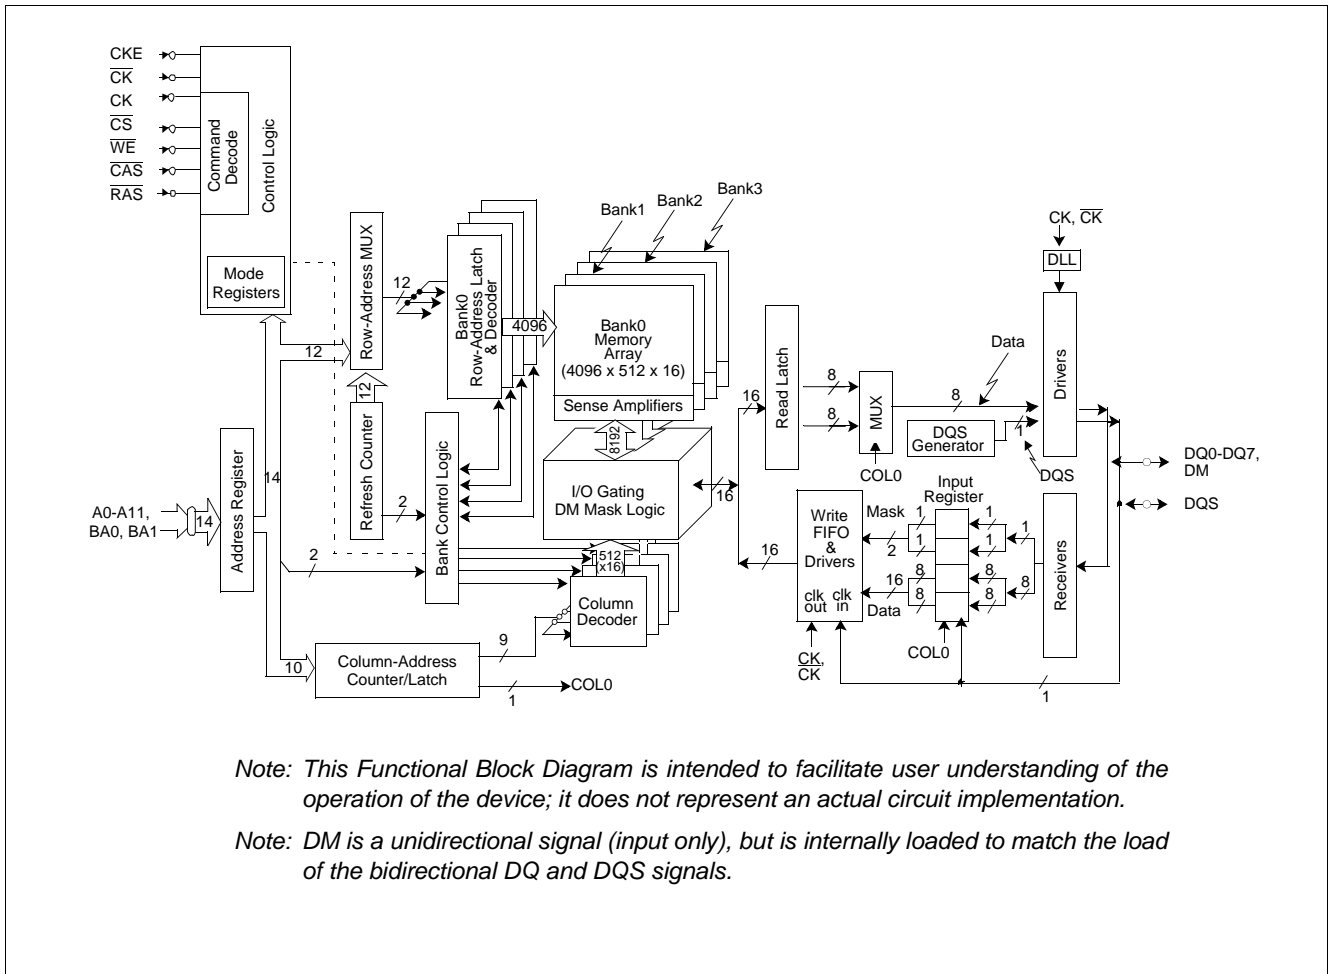 CKE
CK
CK
CS
WE
CAS
RAS
Command
Decode
Control Logic
Mode
Registers
Row-Address MUX
12
12
12
Refresh Counter
2
Address Register
14
A0-A11,
BA0, BA1
14
2
10
Column-Address
Counter/Latch
9
1
COL0
Bank0
Row-Address Latch
& Decoder
4096
Bank Control Logic
Bank1
Bank2
Bank3
Bank0
Memory
Array
(4096 x 512 x 16)
Sense Amplifiers
8192
I/O Gating
DM Mask Logic
512
(x16)
Column
Decoder
16
16
16
Read Latch
8
8
MUX
COL0
8
Data
DQS
Generator
1
DQS
CK, CK
DLL
Drivers
DQ0-DQ7,
DM
DQS
Input
Register
Write
FIFO
&
Drivers
clk
out
clk
in
Mask
1
1
2
1
1
1
16
8
8
8
8
8
Data
Receivers
CK,
CK
COL0
1
Note: This Functional Block Diagram is intended to facilitate user understanding of the
operation of the device; it does not represent an actual circuit implementation.
Note: DM is a unidirectional signal (input only), but is internally loaded to match the load
of the bidirectional DQ and DQS signals.